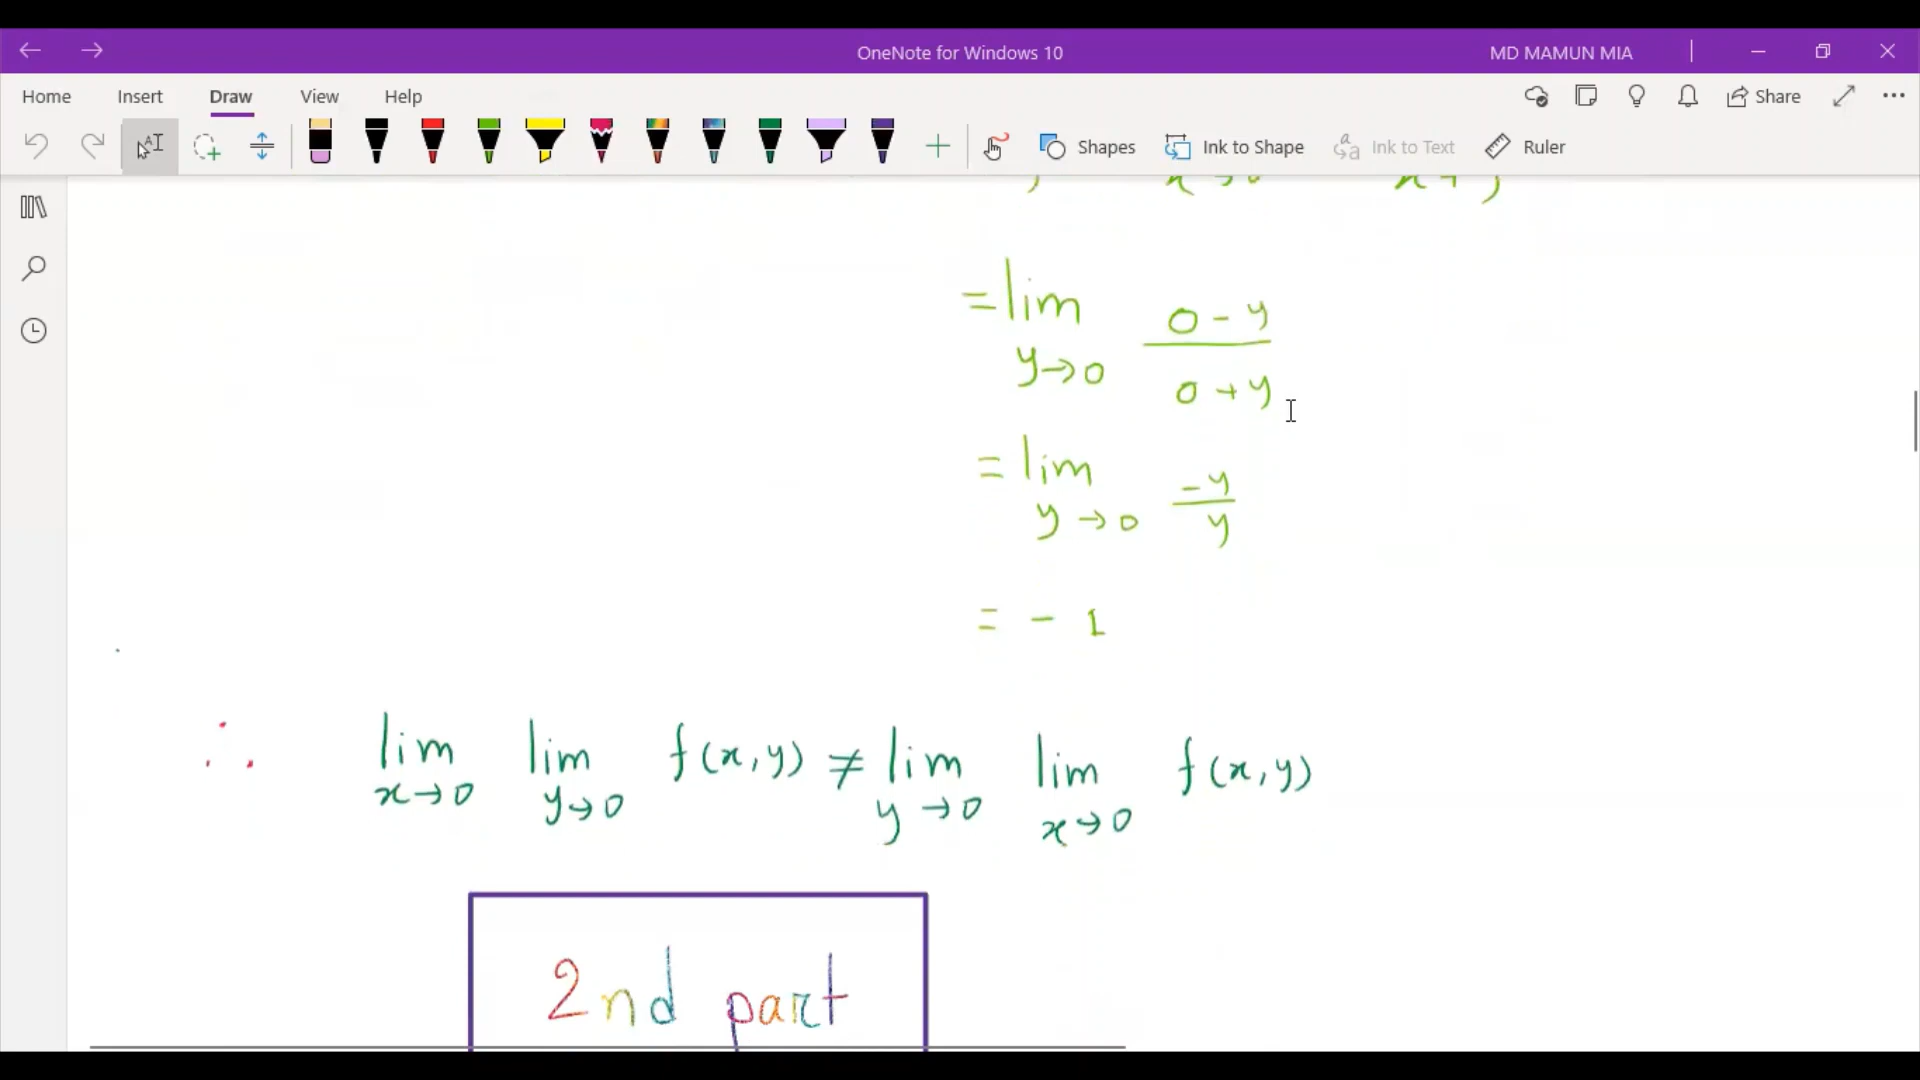 OneNote for Windows 10
MD MAMUN MIA
Home Insert Draw View Help
Share
Shapes Ink to Shape Ink to Text Ruler
= lim y→0 (0 - y)/(0 + y)
= lim y→0 -y/y
= - 1
∴ lim x→0 lim y→0 f(x,y) ≠ lim y→0 lim x→0 f(x,y)
2nd part